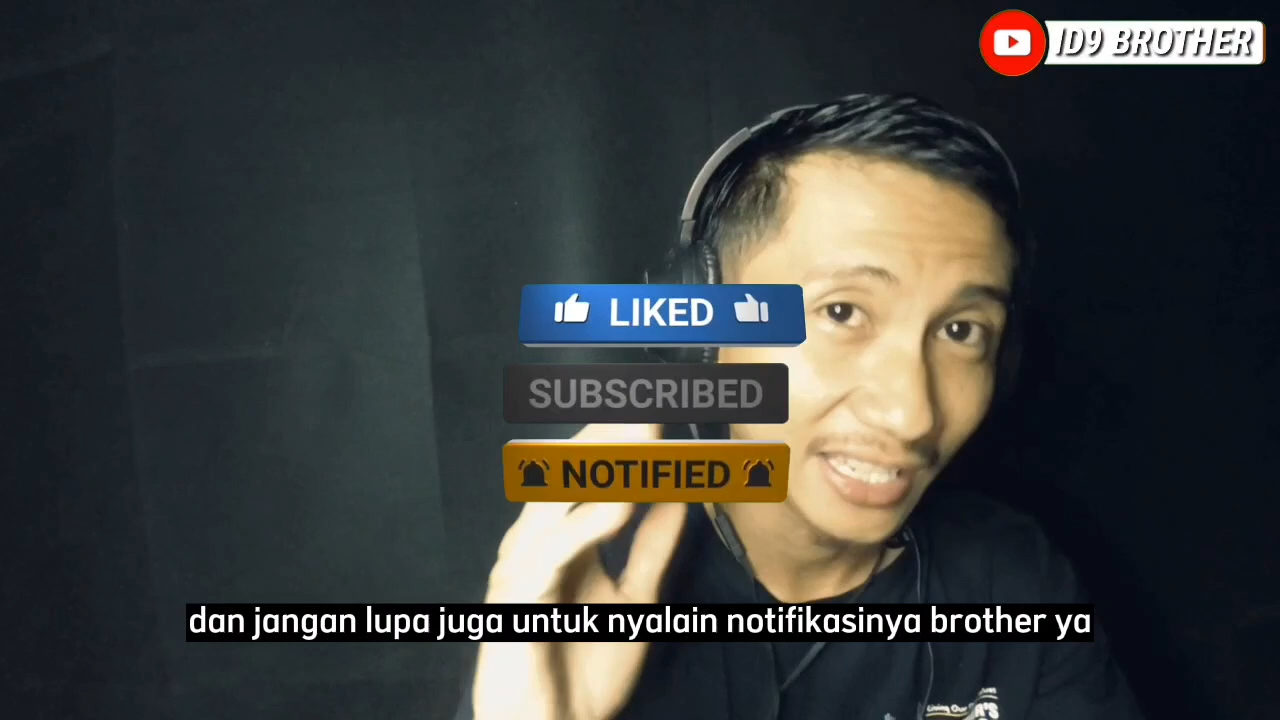 ID9 BROTHER
LIKED
SUBSCRIBED
NOTIFIED
dan jangan lupa juga untuk nyalain notifikasinya brother ya